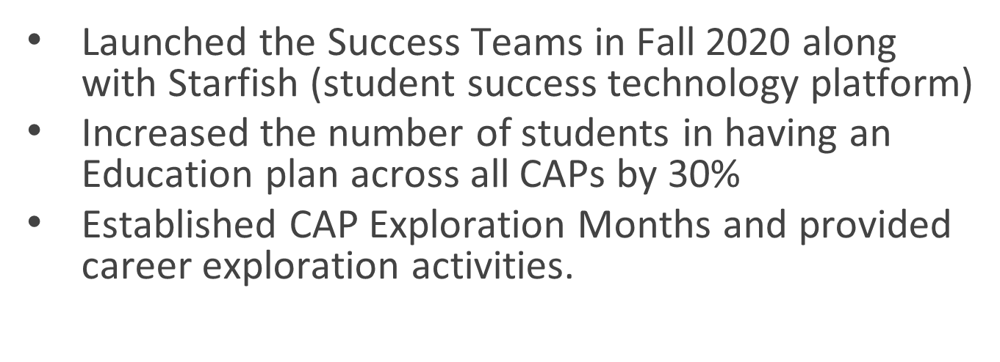 • Launched the Success Teams in Fall 2020 along
with Starfish (student success technology platform)
• Increased the number of students in having an
Education plan across all CAPs by 30%
• Established CAP Exploration Months and provided
career exploration activities.